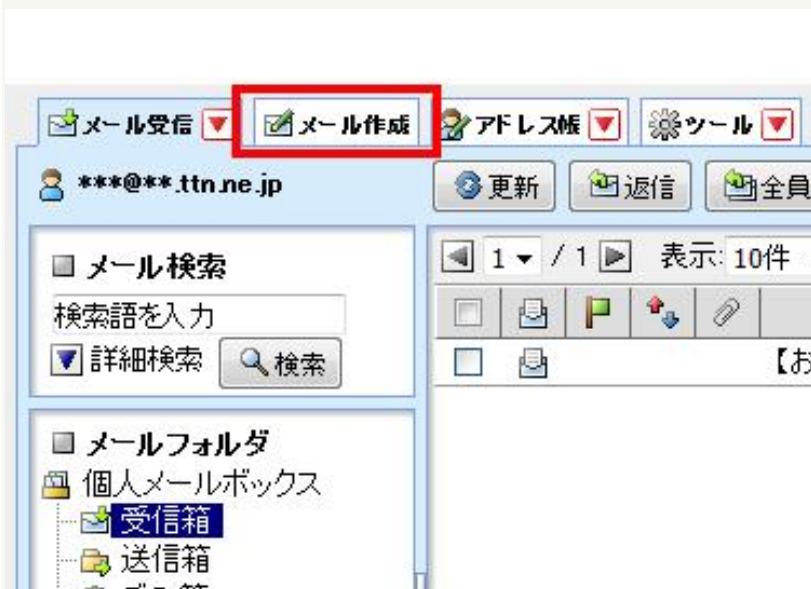 メール受信 メール作成 アドレス帳 ツール
***@**.ttn.ne.jp 更新 返信 全員
メール検索
検索語を入力
詳細検索 検索
1 / 1 表示: 10件
【お
メールフォルダ
個人メールボックス
受信箱
送信箱